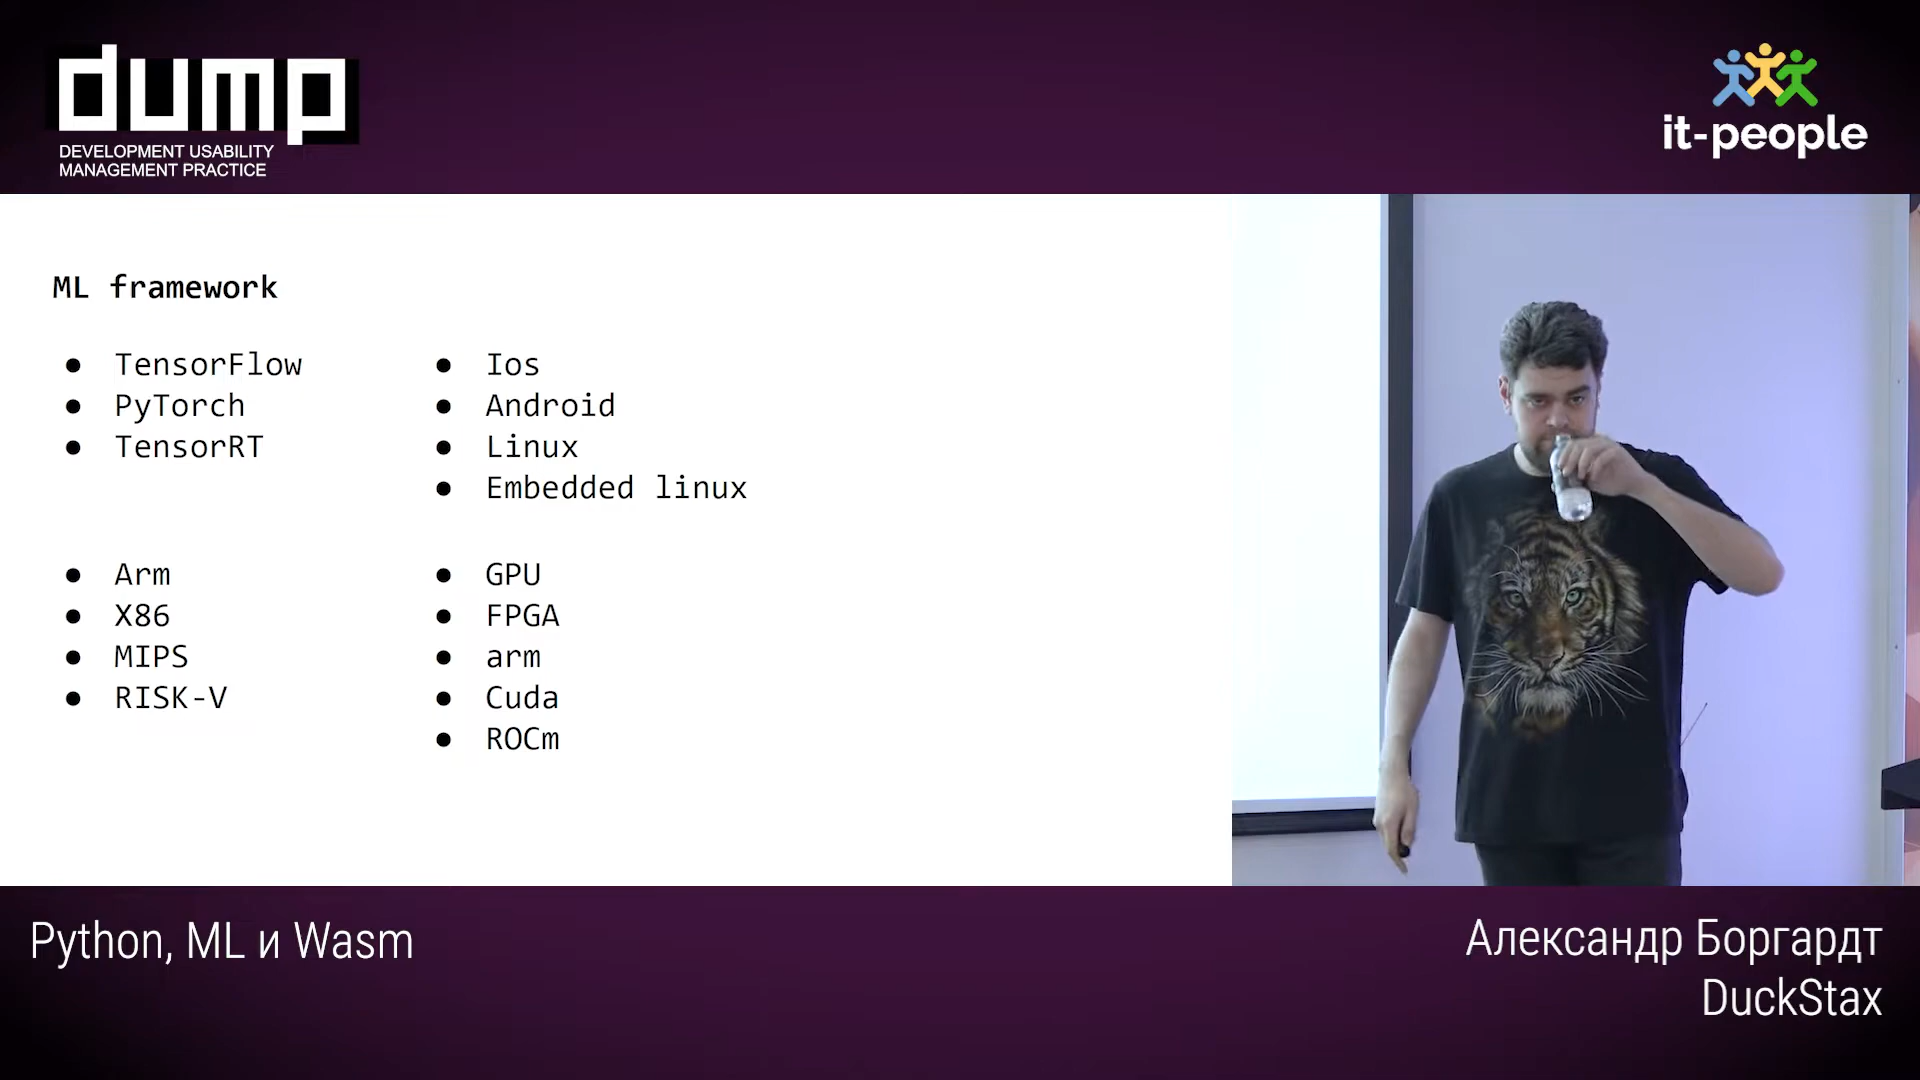 dump
DEVELOPMENT USABILITY
MANAGEMENT PRACTICE
it-people
ML framework
TensorFlow
PyTorch
TensorRT
Ios
Android
Linux
Embedded linux
Arm
X86
MIPS
RISK-V
GPU
FPGA
arm
Cuda
ROCm
Python, ML и Wasm
Александр Боргардт
DuckStax